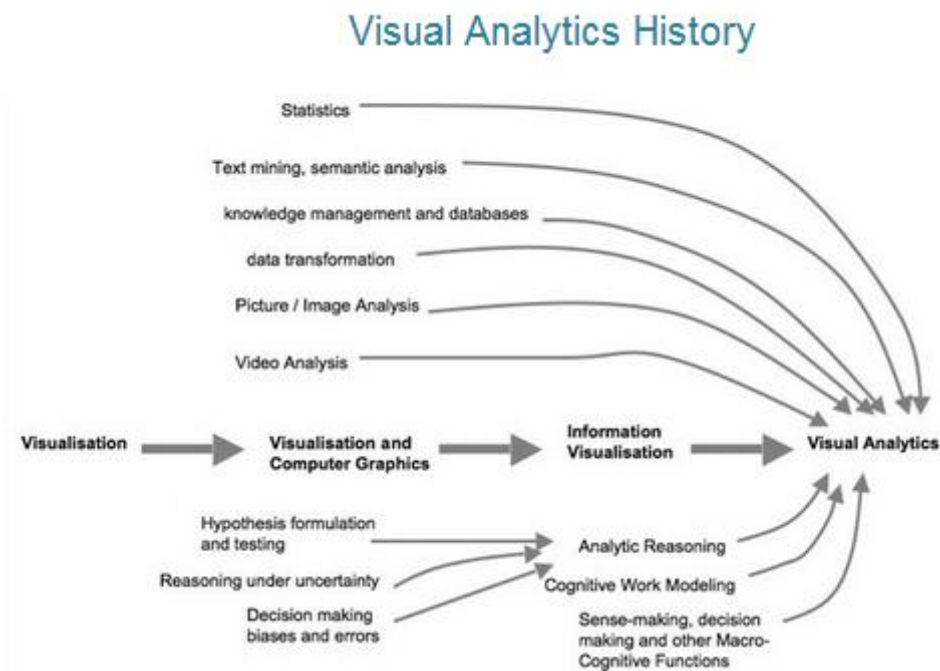 Visual Analytics History
Statistics
Text mining, semantic analysis
knowledge management and databases
data transformation
Picture / Image Analysis
Video Analysis
Visualisation
Visualisation and
Computer Graphics
Information
Visualisation
Visual Analytics
Hypothesis formulation
and testing
Reasoning under uncertainty
Decision making
biases and errors
Analytic Reasoning
Cognitive Work Modeling
Sense-making, decision
making and other Macro-
Cognitive Functions